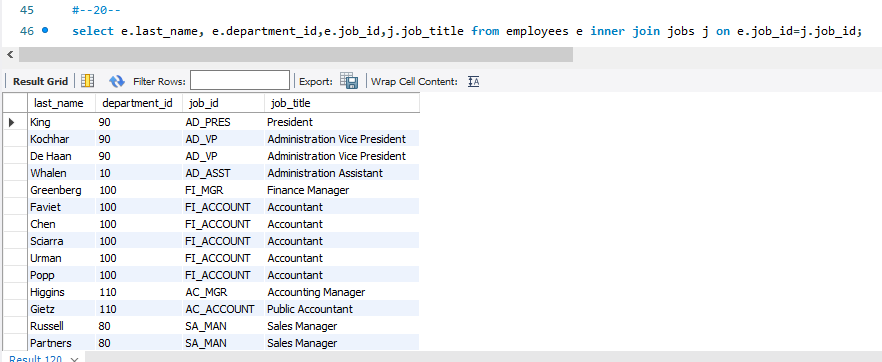 45 #--20--
46 select e.last_name, e.department_id,e.job_id,j.job_title from employees e inner join jobs j on e.job_id=j.job_id;
Result Grid Filter Rows: Export: Wrap Cell Content:
last_name department_id job_id job_title
King 90 AD_PRES President
Kochhar 90 AD_VP Administration Vice President
De Haan 90 AD_VP Administration Vice President
Whalen 10 AD_ASST Administration Assistant
Greenberg 100 FI_MGR Finance Manager
Faviet 100 FI_ACCOUNT Accountant
Chen 100 FI_ACCOUNT Accountant
Sciarra 100 FI_ACCOUNT Accountant
Urman 100 FI_ACCOUNT Accountant
Popp 100 FI_ACCOUNT Accountant
Higgins 110 AC_MGR Accounting Manager
Gietz 110 AC_ACCOUNT Public Accountant
Russell 80 SA_MAN Sales Manager
Partners 80 SA_MAN Sales Manager
Result 120